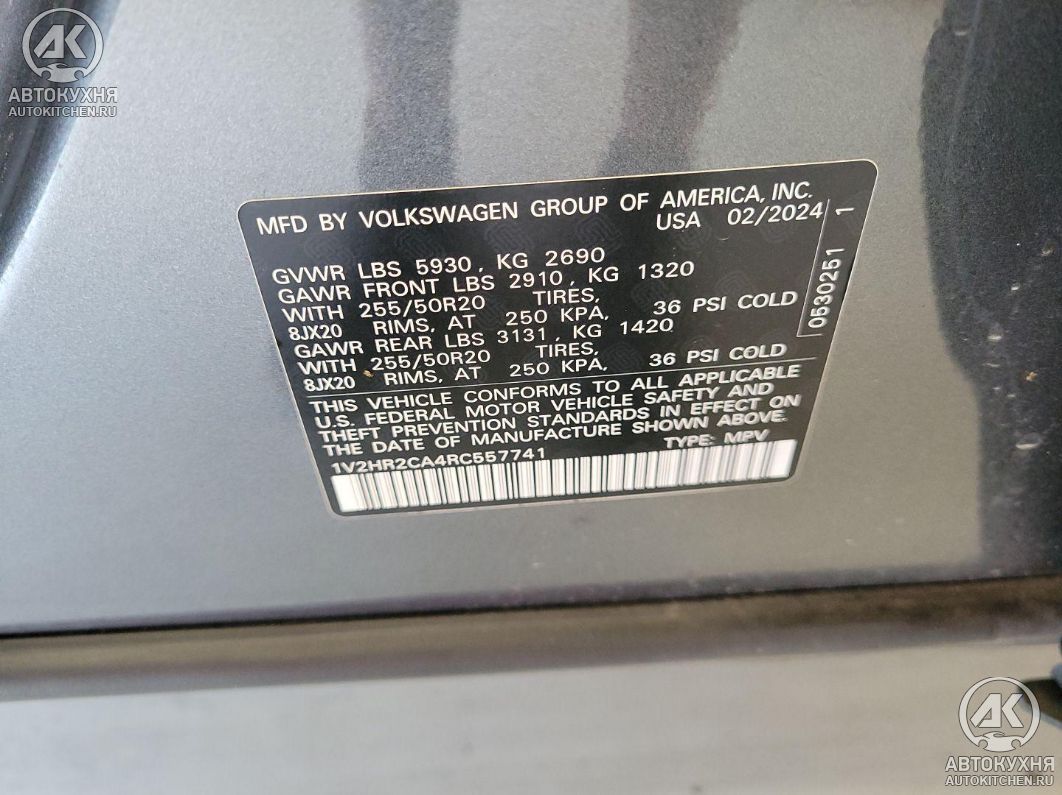 AK
АВТОКУХНЯ
AUTOKITCHEN.RU
MFD BY VOLKSWAGEN GROUP OF AMERICA, INC.
USA 02/2024
GVWR LBS 5930, KG 2690
GAWR FRONT LBS 2910, KG 1320
WITH 255/50R20 TIRES,
8JX20 RIMS, AT 250 KPA, 36 PSI COLD
GAWR REAR LBS 3131, KG 1420
WITH 255/50R20 TIRES,
8JX20 RIMS, AT 250 KPA, 36 PSI COLD
THIS VEHICLE CONFORMS TO ALL APPLICABLE
U.S. FEDERAL MOTOR VEHICLE SAFETY AND
THEFT PREVENTION STANDARDS IN EFFECT ON
THE DATE OF MANUFACTURE SHOWN ABOVE.
1V2HR2CA4RC557741 TYPE: MPV
0530251 1
AK
АВТОКУХНЯ
AUTOKITCHEN.RU